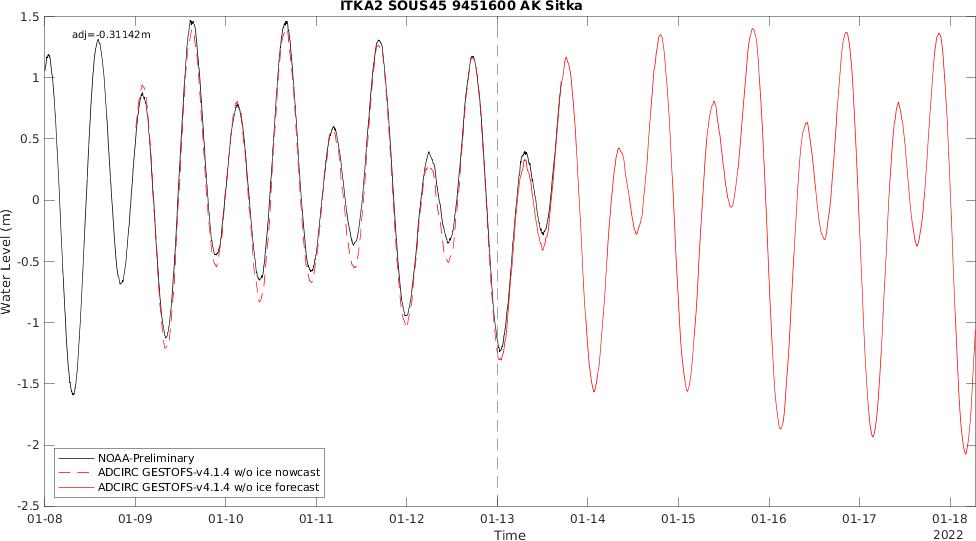 ITKA2 SOUS45 9451600 AK Sitka
adj=-0.31142m
1.5
1
0.5
0
-0.5
-1
-1.5
-2
-2.5
Water Level (m)
NOAA-Preliminary
ADCIRC GESTOFS-v4.1.4 w/o ice nowcast
ADCIRC GESTOFS-v4.1.4 w/o ice forecast
01-08 01-09 01-10 01-11 01-12 01-13 01-14 01-15 01-16 01-17 01-18
Time
2022